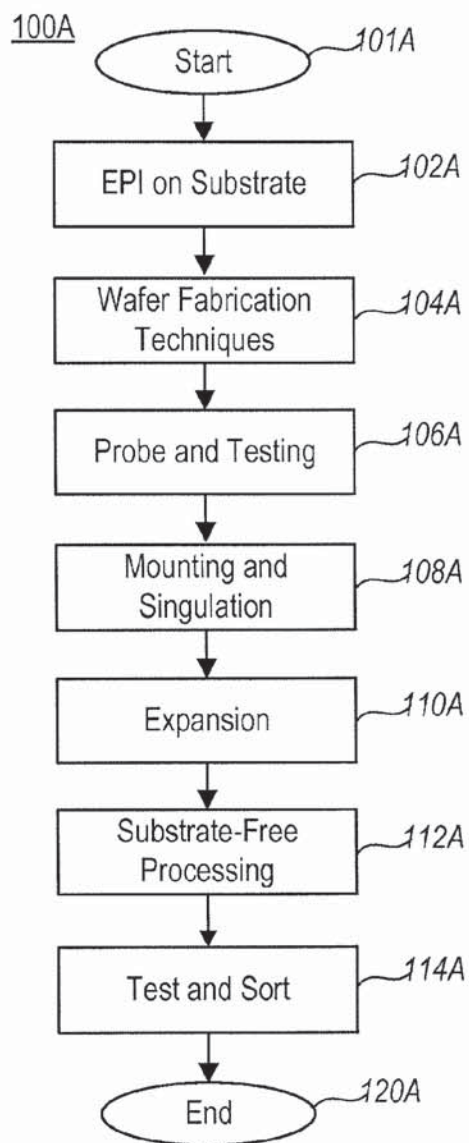 100A
Start
101A
EPI on Substrate
102A
Wafer Fabrication
Techniques
104A
Probe and Testing
106A
Mounting and
Singulation
108A
Expansion
110A
Substrate-Free
Processing
112A
Test and Sort
114A
End
120A